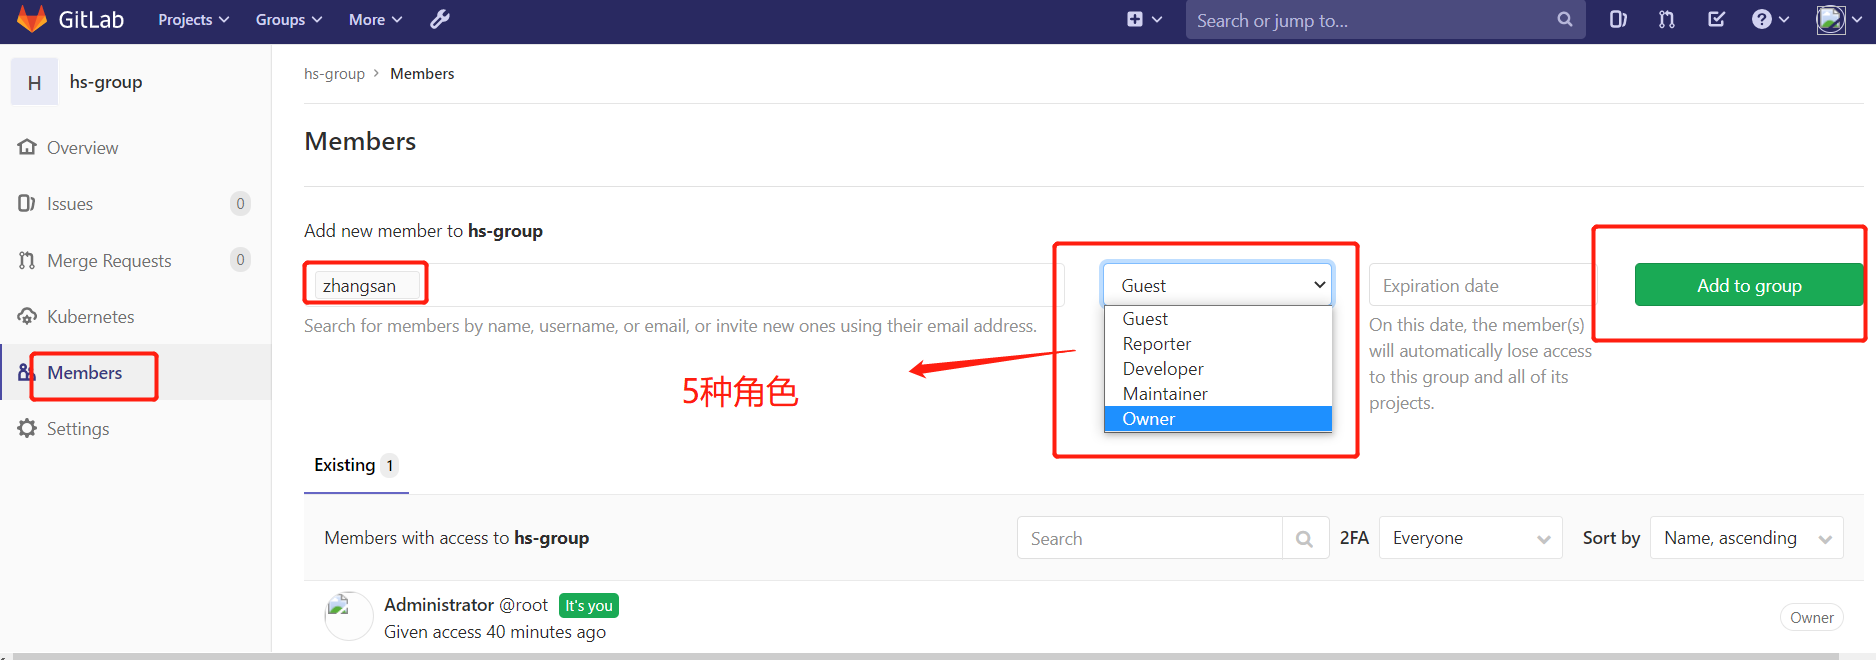 GitLab Projects Groups More Search or jump to...
H hs-group
Overview
Issues 0
Merge Requests 0
Kubernetes
Members
Settings
hs-group > Members
Members
Add new member to hs-group
zhangsan
Search for members by name, username, or email, or invite new ones using their email address.
Guest
Guest
Reporter
Developer
Maintainer
Owner
5种角色
Expiration date
On this date, the member(s)
will automatically lose access
to this group and all of its
projects.
Add to group
Existing 1
Members with access to hs-group Search 2FA Everyone Sort by Name, ascending
Administrator @root It's you
Given access 40 minutes ago
Owner